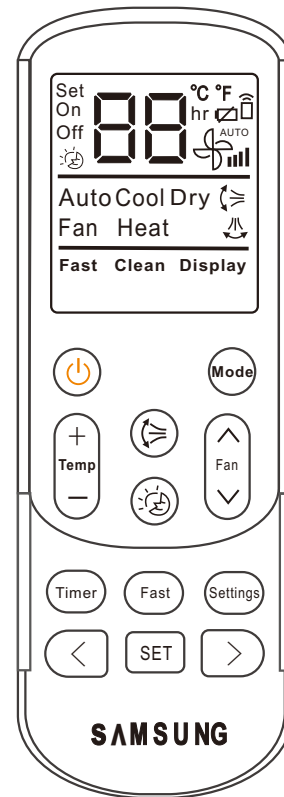 Set
On
Off
88
°C °F
hr
AUTO
Auto Cool Dry
Fan Heat
Fast Clean Display
Mode
+
Temp
−
Fan
Timer
Fast
Settings
<
SET
>
SAMSUNG